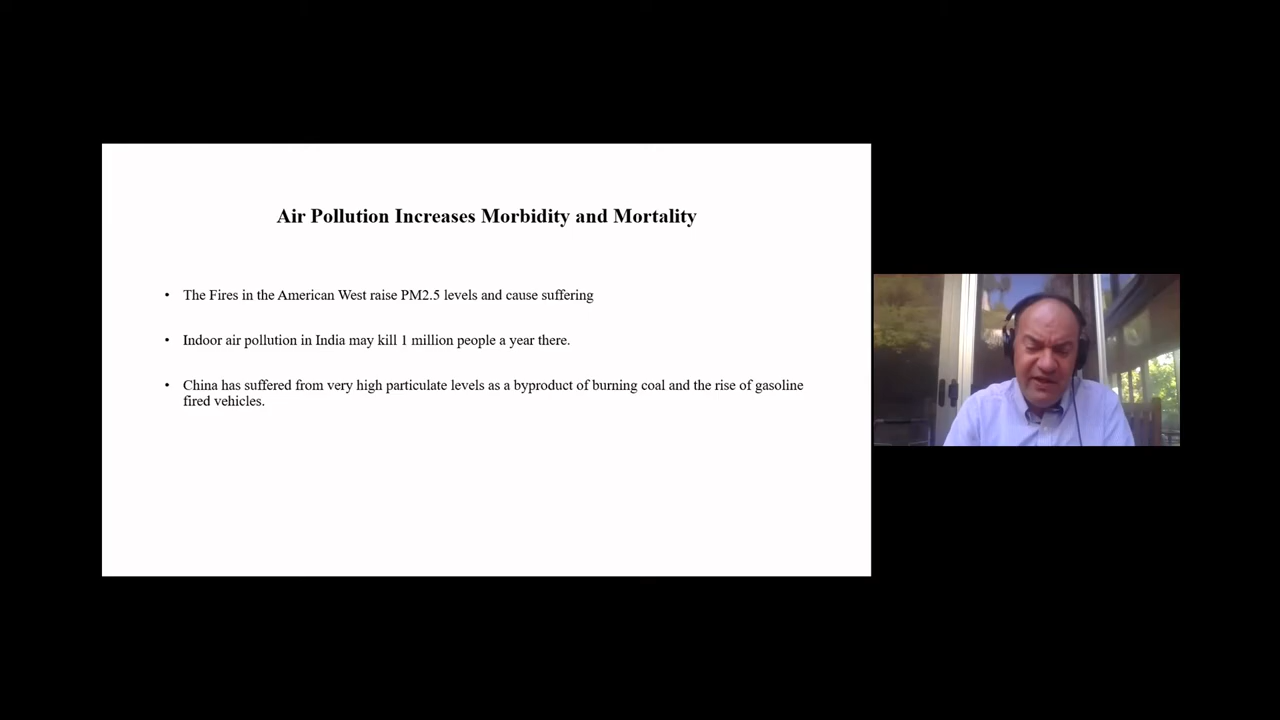 Air Pollution Increases Morbidity and Mortality
• The Fires in the American West raise PM2.5 levels and cause suffering
• Indoor air pollution in India may kill 1 million people a year there.
• China has suffered from very high particulate levels as a byproduct of burning coal and the rise of gasoline
fired vehicles.